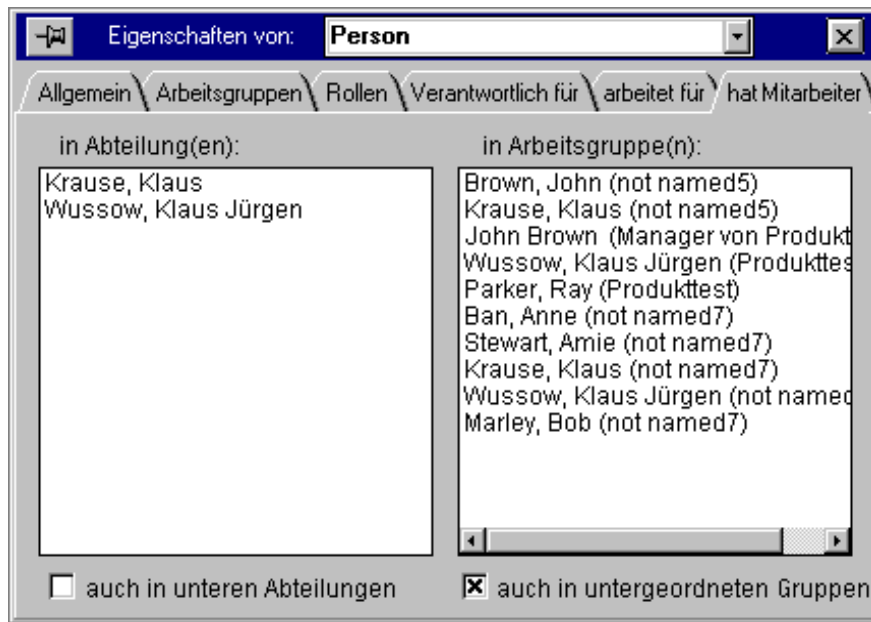 Eigenschaften von: Person
Allgemein Arbeitsgruppen Rollen Verantwortlich für arbeitet für hat Mitarbeiter
in Abteilung(en):
Krause, Klaus
Wussow, Klaus Jürgen
auch in unteren Abteilungen
in Arbeitsgruppe(n):
Brown, John (not named5)
Krause, Klaus (not named5)
John Brown (Manager von Produkt
Wussow, Klaus Jürgen (Produkttes
Parker, Ray (Produkttest)
Ban, Anne (not named7)
Stewart, Amie (not named7)
Krause, Klaus (not named7)
Wussow, Klaus Jürgen (not named
Marley, Bob (not named7)
auch in untergeordneten Gruppen